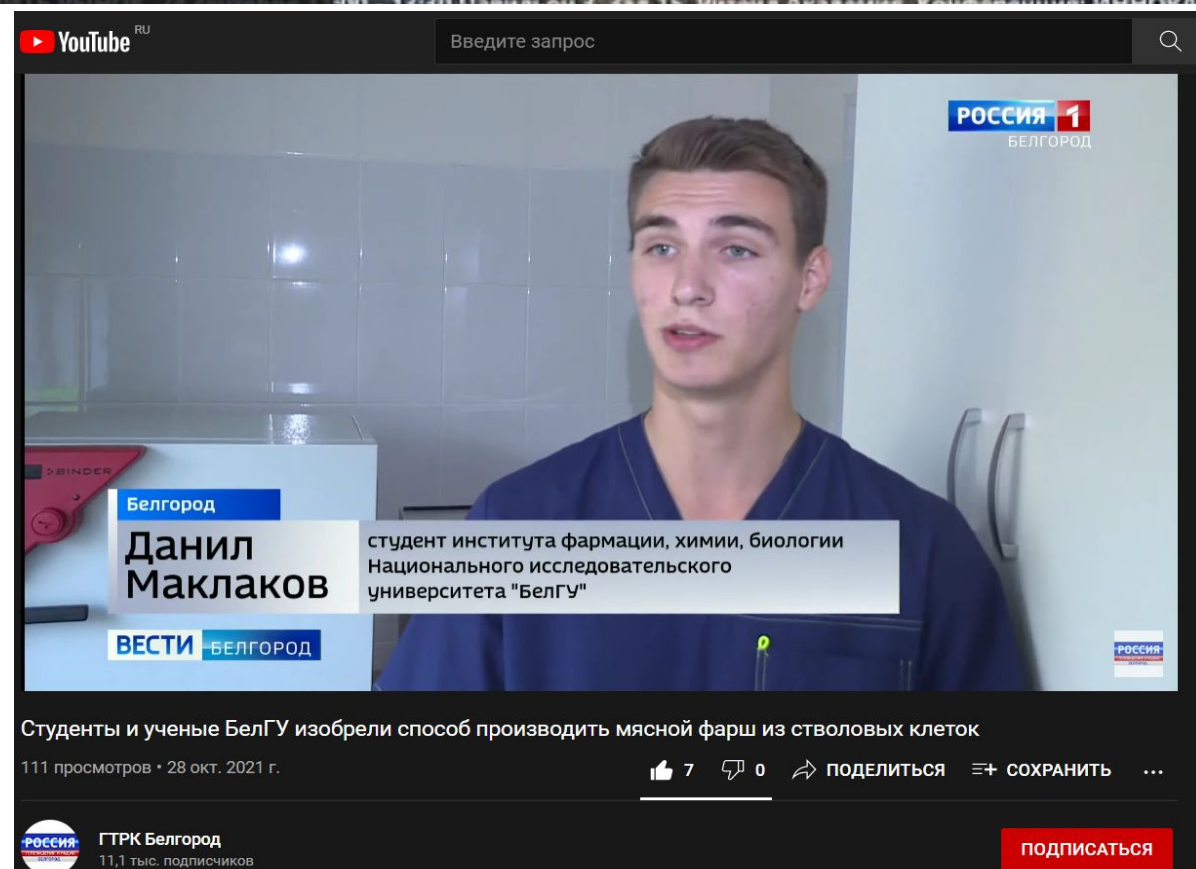 YouTube RU
Введите запрос
РОССИЯ 1
БЕЛГОРОД
BINDER
Белгород
Данил
Маклаков
студент института фармации, химии, биологии
Национального исследовательского
университета "БелГУ"
ВЕСТИ БЕЛГОРОД
РОССИЯ
Студенты и ученые БелГУ изобрели способ производить мясной фарш из стволовых клеток
111 просмотров • 28 окт. 2021 г.
7 0 ПОДЕЛИТЬСЯ СОХРАНИТЬ ...
РОССИЯ
ГТРК Белгород
11,1 тыс. подписчиков
ПОДПИСАТЬСЯ